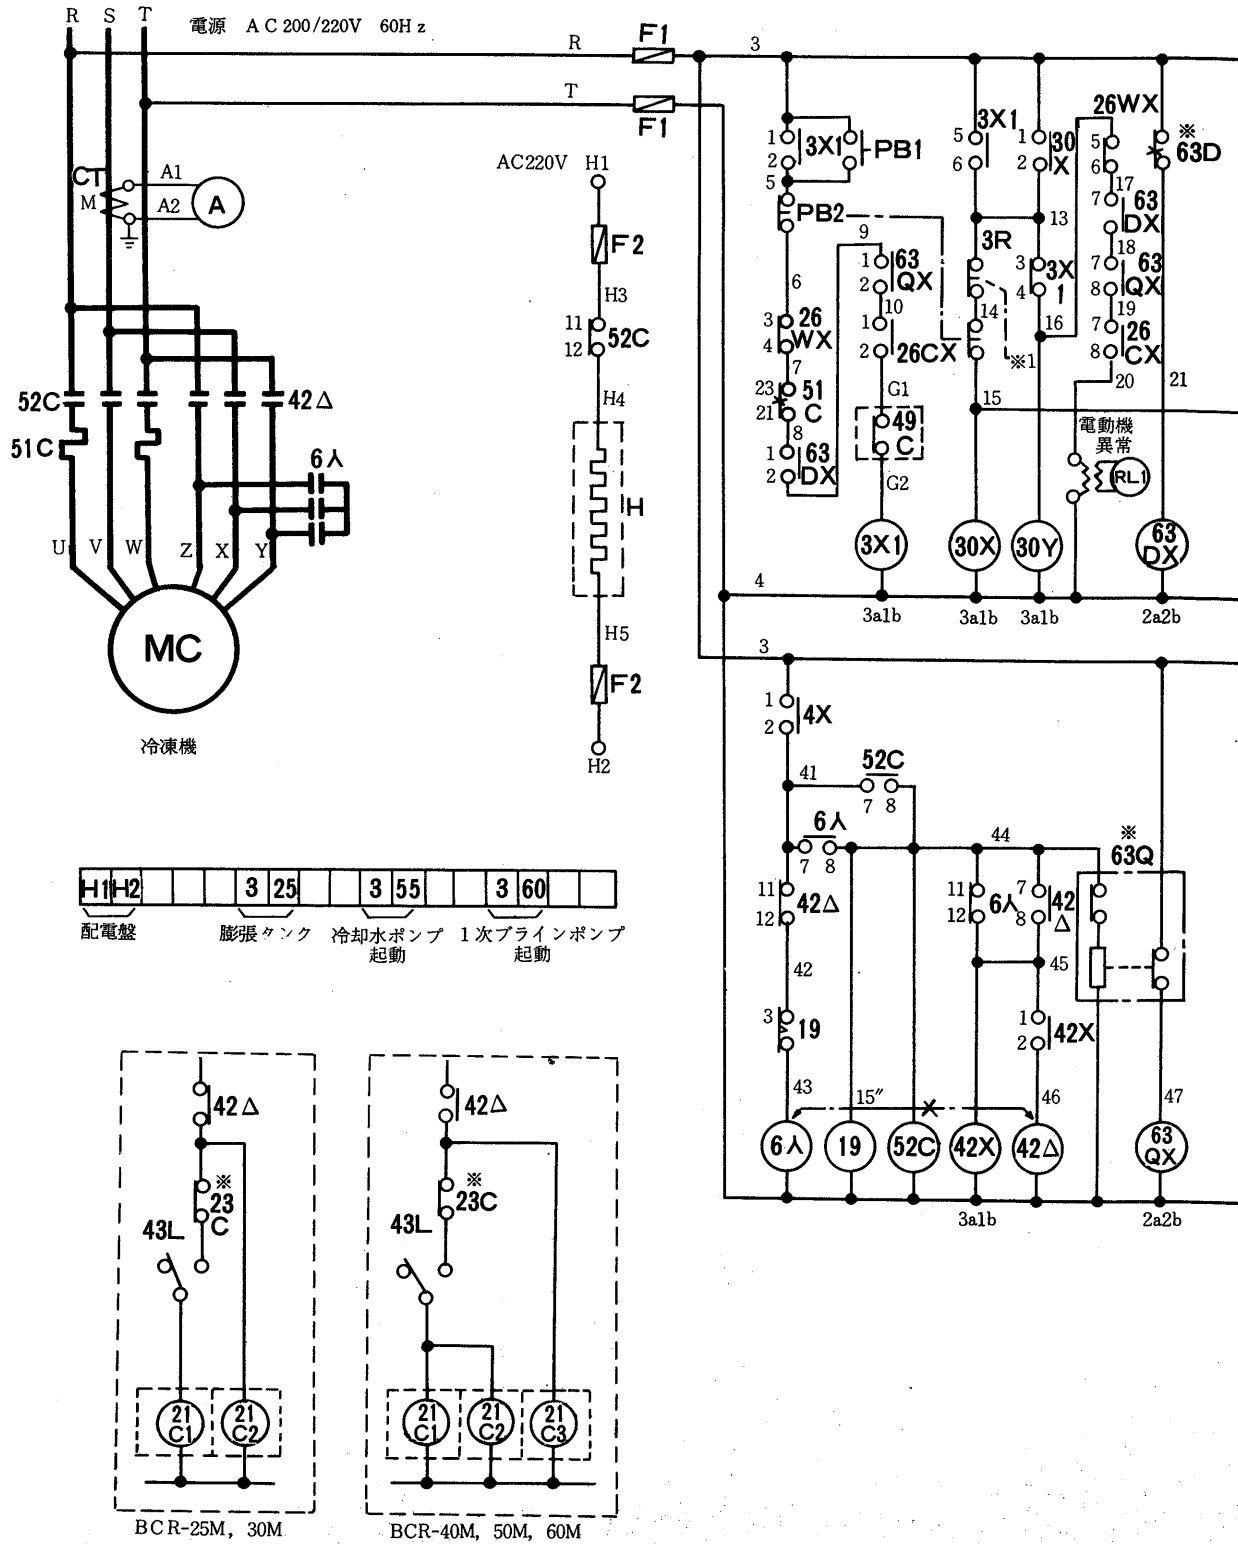 R S T
電源 AC200/220V 60Hz
R
F1
3
T
F1
CT
M
A1
A2
A
AC220V H1
F2
H3
11
12
52C
H4
H
H5
F2
H2
52C
42△
51C
6人
U V W Z X Y
MC
冷凍機
1
2
3X1
PB1
5
PB2
6
3
4
26
WX
7
23
21
51
C
8
1
2
63
DX
9
1
2
63
QX
10
1
2
26CX
G1
49
C
G2
3X1
3a1b
3X1
5
6
3R
14
※1
15
30X
3a1b
1
2
30
X
13
3
4
3X
1
16
30Y
3a1b
26WX
5
6
17
7
63
DX
18
7
8
63
QX
19
7
8
26
CX
20
電動機
異常
RL1
※
63D
21
63
DX
2a2b
4
3
1
2
4X
41
52C
7 8
6人
7 8
44
11
12
42△
42
3
19
43
6人
15″
19
52C
11
12
6人
42X
3a1b
7
8
42
△
45
1
2
42X
46
42△
※
63Q
47
63
QX
2a2b
H1 H2 3 25 3 55 3 60
配電盤
膨張タンク
冷却水ポンプ
起動
1次ブラインポンプ
起動
42△
※
23
C
43L
21
C1
21
C2
BCR-25M, 30M
42△
※
23C
43L
21
C1
21
C2
21
C3
BCR-40M, 50M, 60M